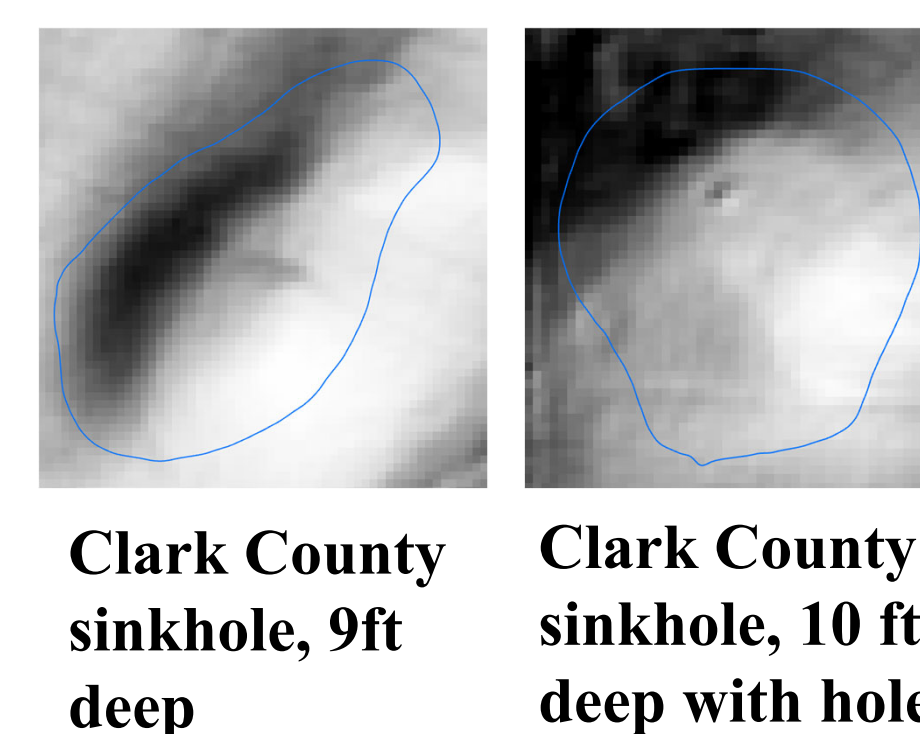 Clark County
sinkhole, 9ft
deep
Clark County
sinkhole, 10 ft
deep with hole